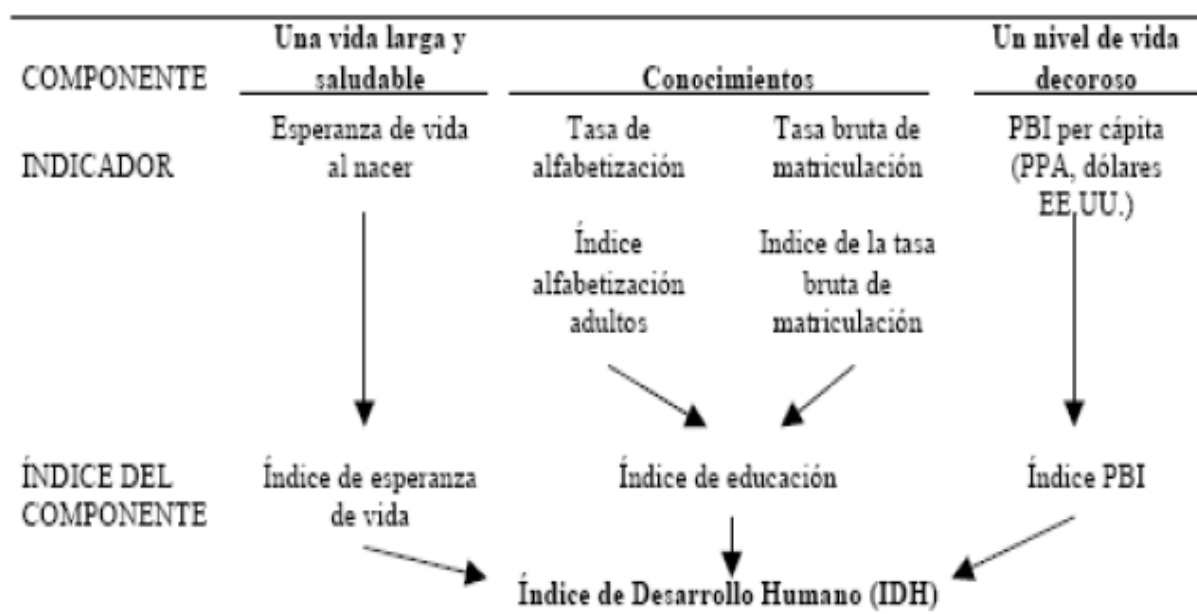 Una vida larga y saludable
Un nivel de vida decoroso
COMPONENTE
Conocimientos
INDICADOR
Esperanza de vida al nacer
Tasa de alfabetización
Tasa bruta de matriculación
PBI per cápita (PPA, dólares EE.UU.)
Índice alfabetización adultos
Indice de la tasa bruta de matriculación
ÍNDICE DEL COMPONENTE
Índice de esperanza de vida
Índice de educación
Índice PBI
Índice de Desarrollo Humano (IDH)